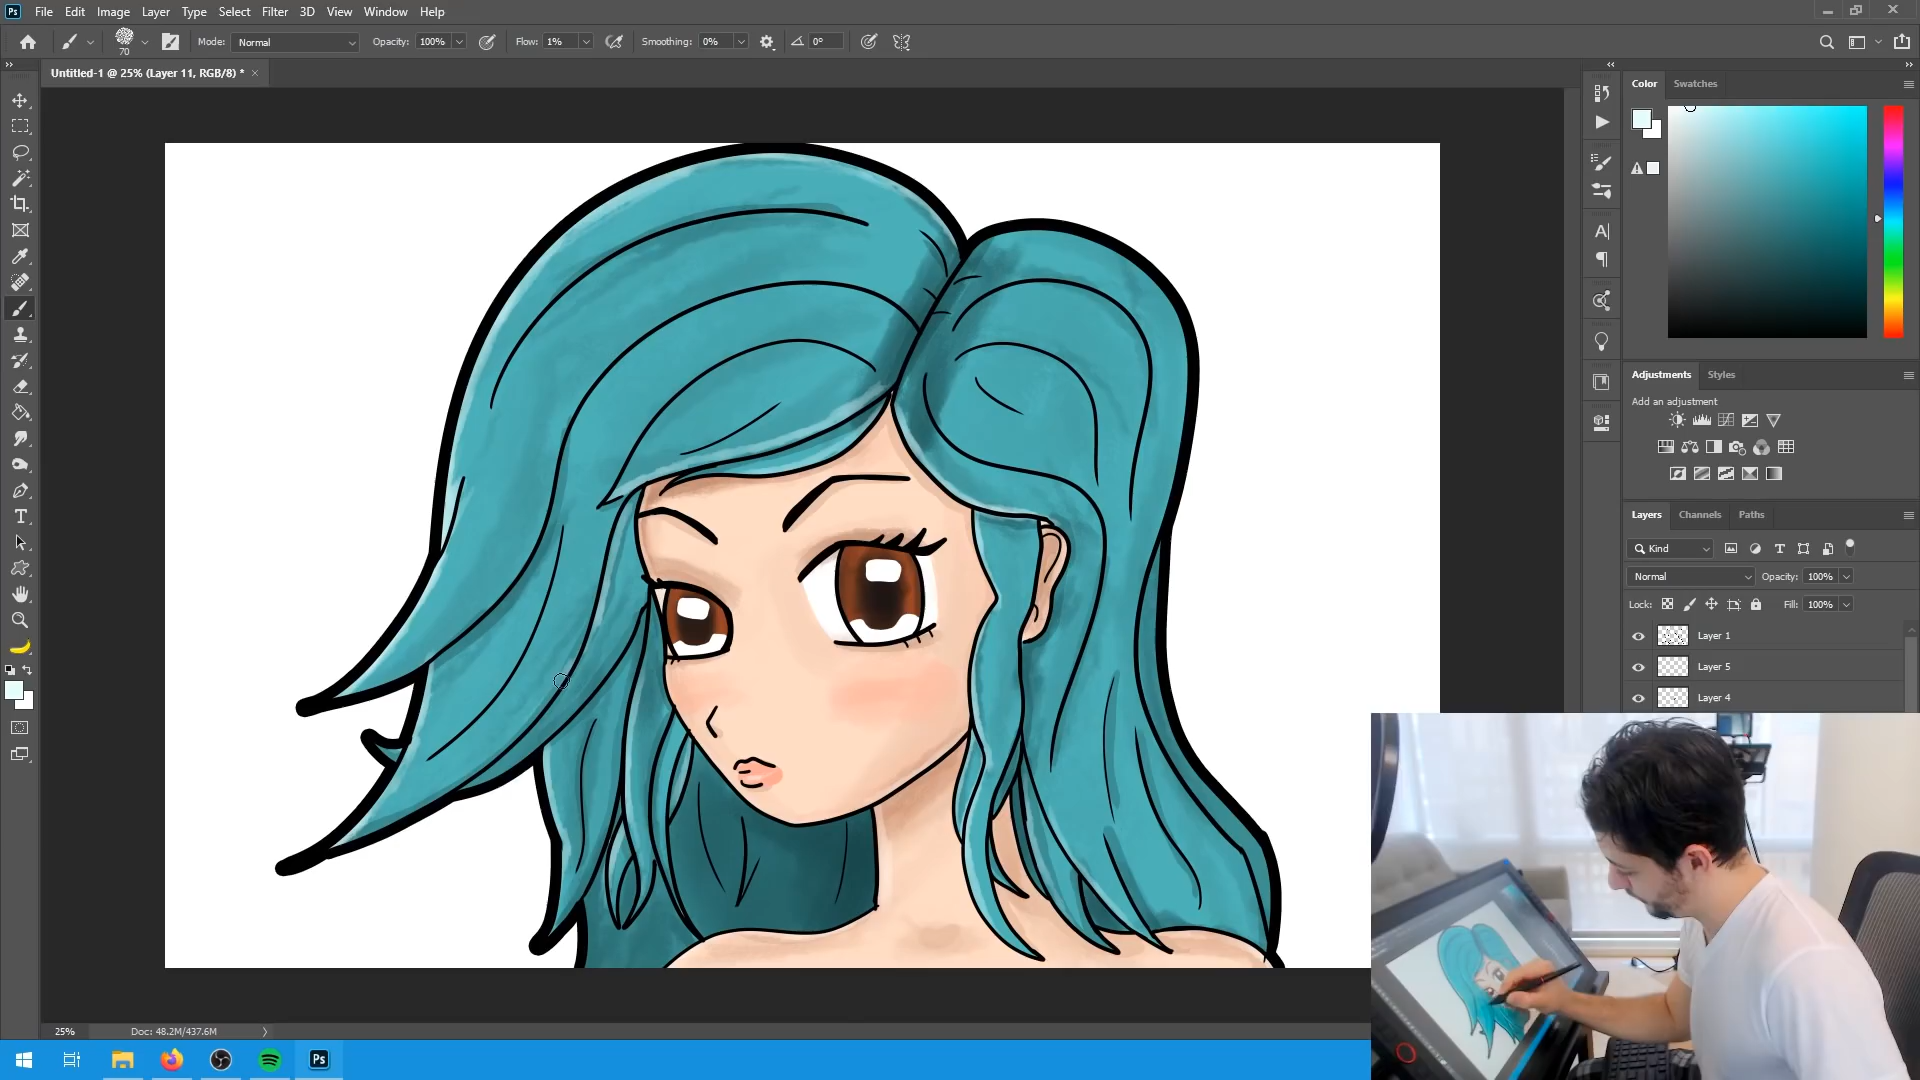 Ps File Edit Image Layer Type Select Filter 3D View Window Help
70 Mode: Normal Opacity: 100% Flow: 1% Smoothing: 0% 0°
Untitled-1 @ 25% (Layer 11, RGB/8) *
Color Swatches
Adjustments Styles
Add an adjustment
Layers Channels Paths
Kind
Normal Opacity: 100%
Lock: Fill: 100%
Layer 1
Layer 5
Layer 4
25% Doc: 48.2M/437.6M
Ps